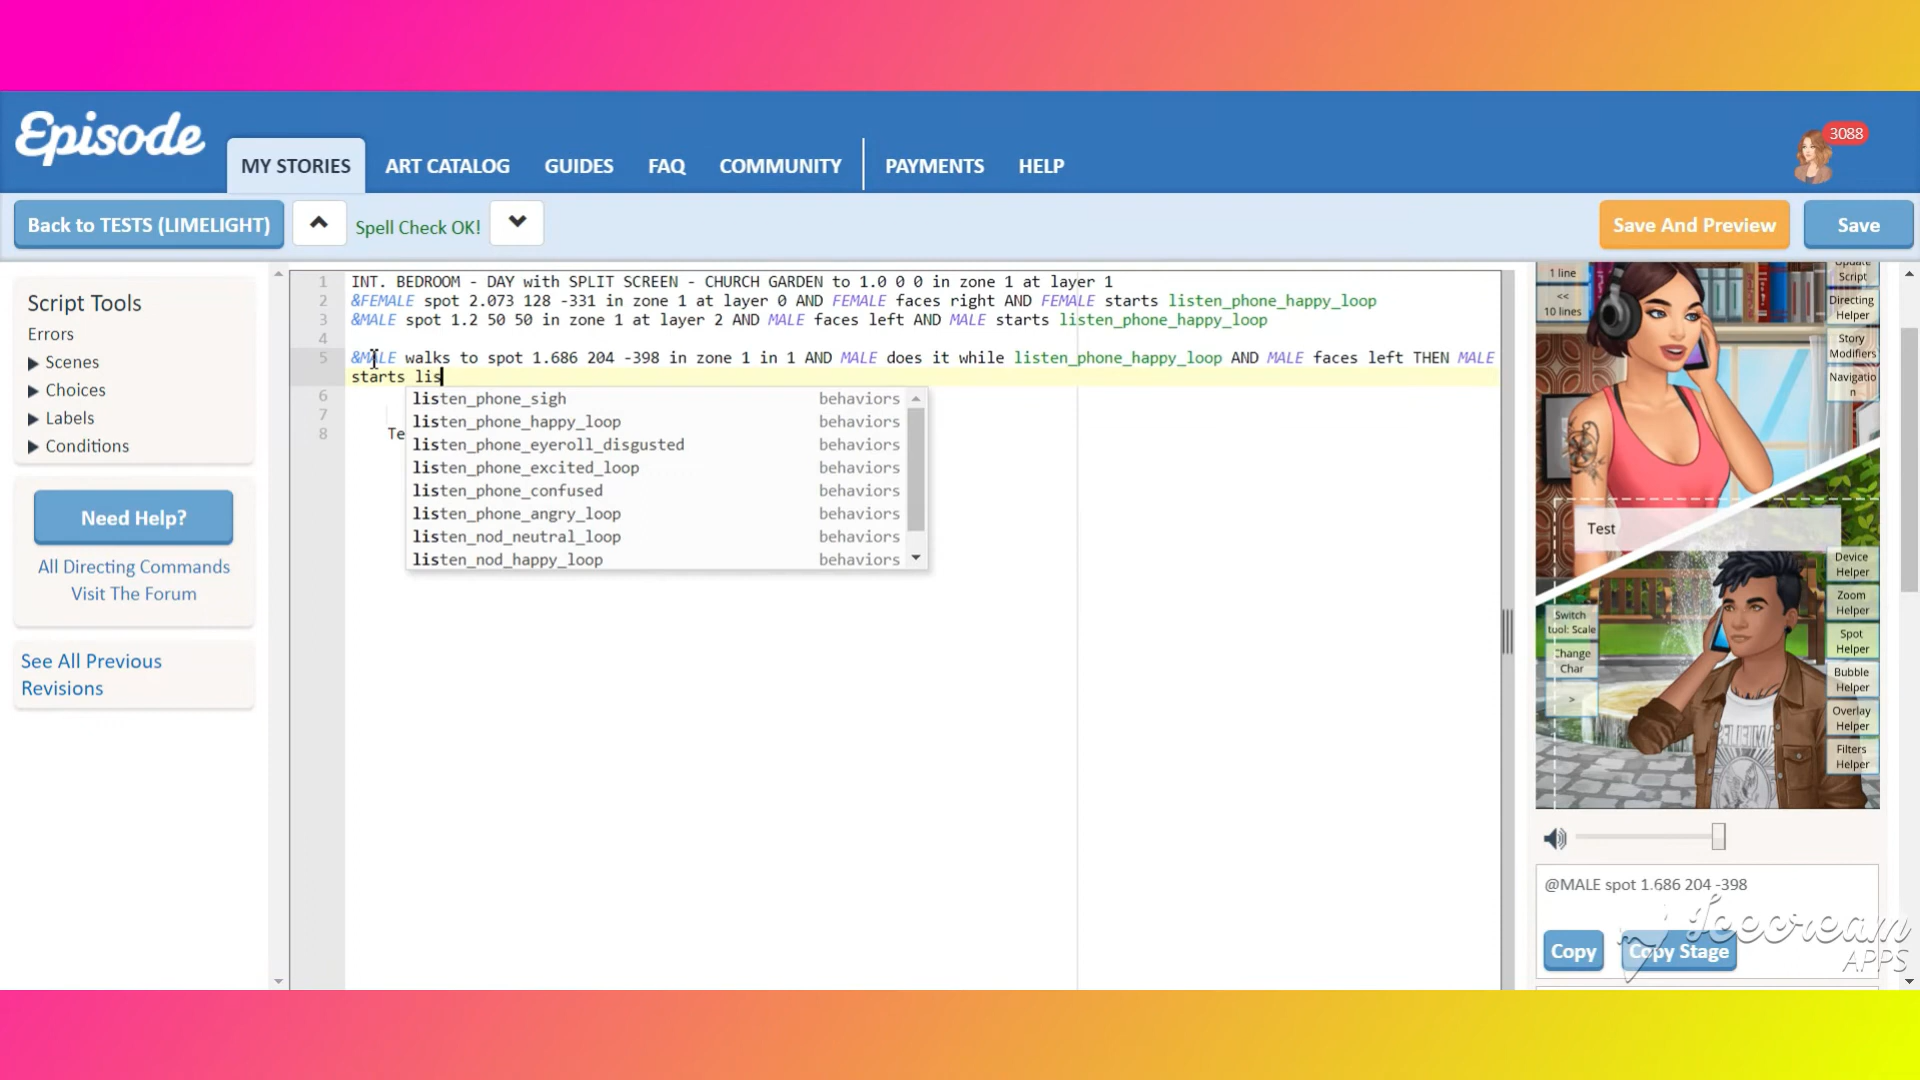 Episode
MY STORIES
ART CATALOG
GUIDES
FAQ
COMMUNITY
PAYMENTS
HELP
3088
Back to TESTS (LIMELIGHT)
Spell Check OK!
Save And Preview
Save
Script Tools
Errors
Scenes
Choices
Labels
Conditions
Need Help?
All Directing Commands
Visit The Forum
See All Previous
Revisions
1 INT. BEDROOM - DAY with SPLIT SCREEN - CHURCH GARDEN to 1.0 0 0 in zone 1 at layer 1
2 &FEMALE spot 2.073 128 -331 in zone 1 at layer 0 AND FEMALE faces right AND FEMALE starts listen_phone_happy_loop
3 &MALE spot 1.2 50 50 in zone 1 at layer 2 AND MALE faces left AND MALE starts listen_phone_happy_loop
4
5 &MALE walks to spot 1.686 204 -398 in zone 1 in 1 AND MALE does it while listen_phone_happy_loop AND MALE faces left THEN MALE
starts lis
6
7
8 Te
listen_phone_sigh behaviors
listen_phone_happy_loop behaviors
listen_phone_eyeroll_disgusted behaviors
listen_phone_excited_loop behaviors
listen_phone_confused behaviors
listen_phone_angry_loop behaviors
listen_nod_neutral_loop behaviors
listen_nod_happy_loop behaviors
1 line
<<
10 lines
Update
Script
Directing
Helper
Story
Modifiers
Navigatio
n
Test
Device
Helper
Zoom
Helper
Spot
Helper
Bubble
Helper
Overlay
Helper
Filters
Helper
Switch
tool: Scale
Change
Char
>
@MALE spot 1.686 204 -398
Copy
Copy Stage
Icecream
APPS